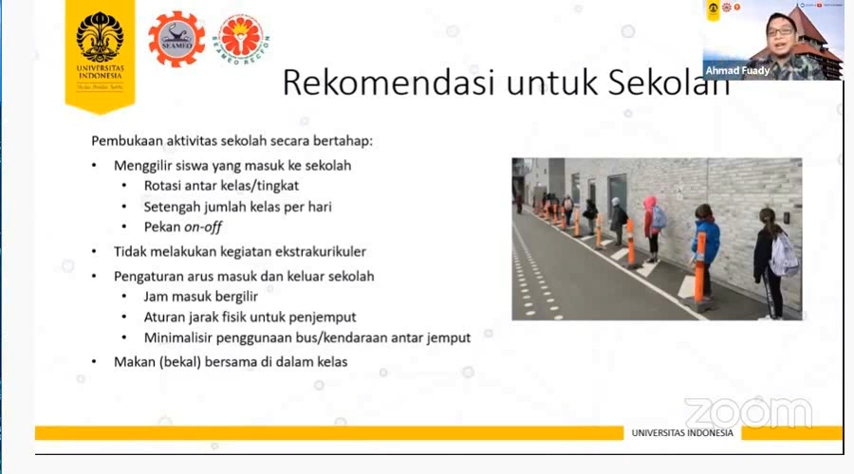 UNIVERSITAS
INDONESIA
SEAMEO
SEAMEO RECFON
Ahmad Fuady
Rekomendasi untuk Sekolah
Pembukaan aktivitas sekolah secara bertahap:
• Menggilir siswa yang masuk ke sekolah
• Rotasi antar kelas/tingkat
• Setengah jumlah kelas per hari
• Pekan on-off
• Tidak melakukan kegiatan ekstrakurikuler
• Pengaturan arus masuk dan keluar sekolah
• Jam masuk bergilir
• Aturan jarak fisik untuk penjemput
• Minimalisir penggunaan bus/kendaraan antar jemput
• Makan (bekal) bersama di dalam kelas
zoom
UNIVERSITAS INDONESIA